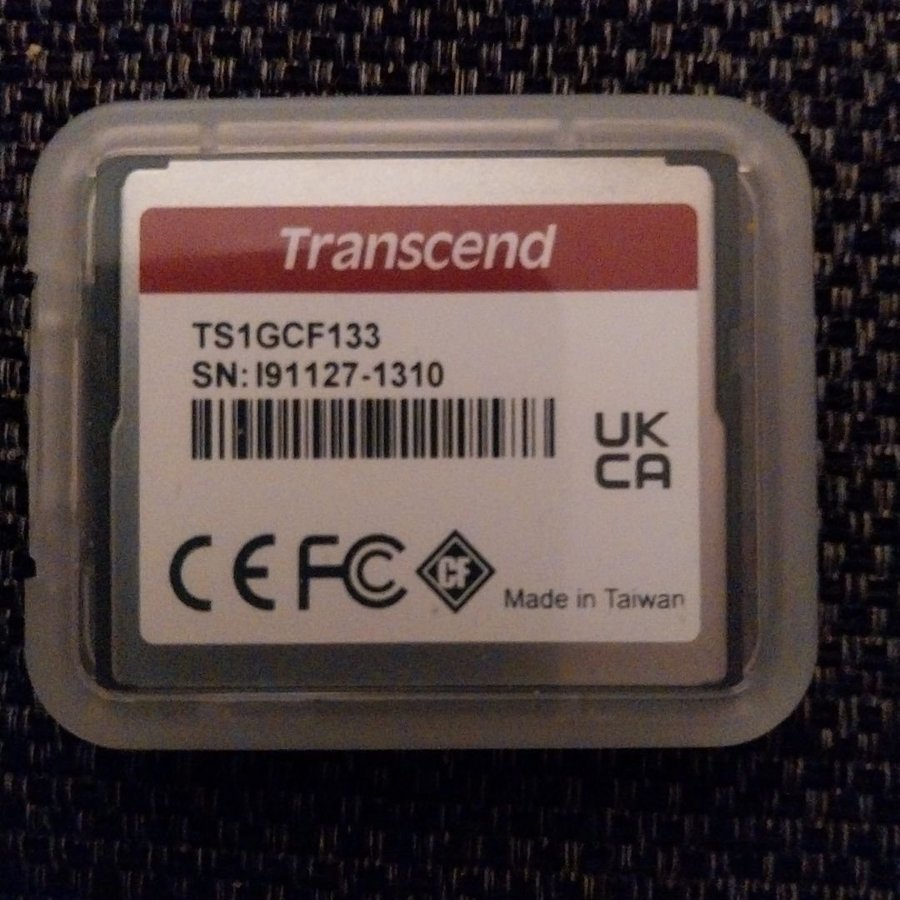 Transcend
TS1GCF133
SN: I91127-1310
UK
CA
CE FC CF Made in Taiwan